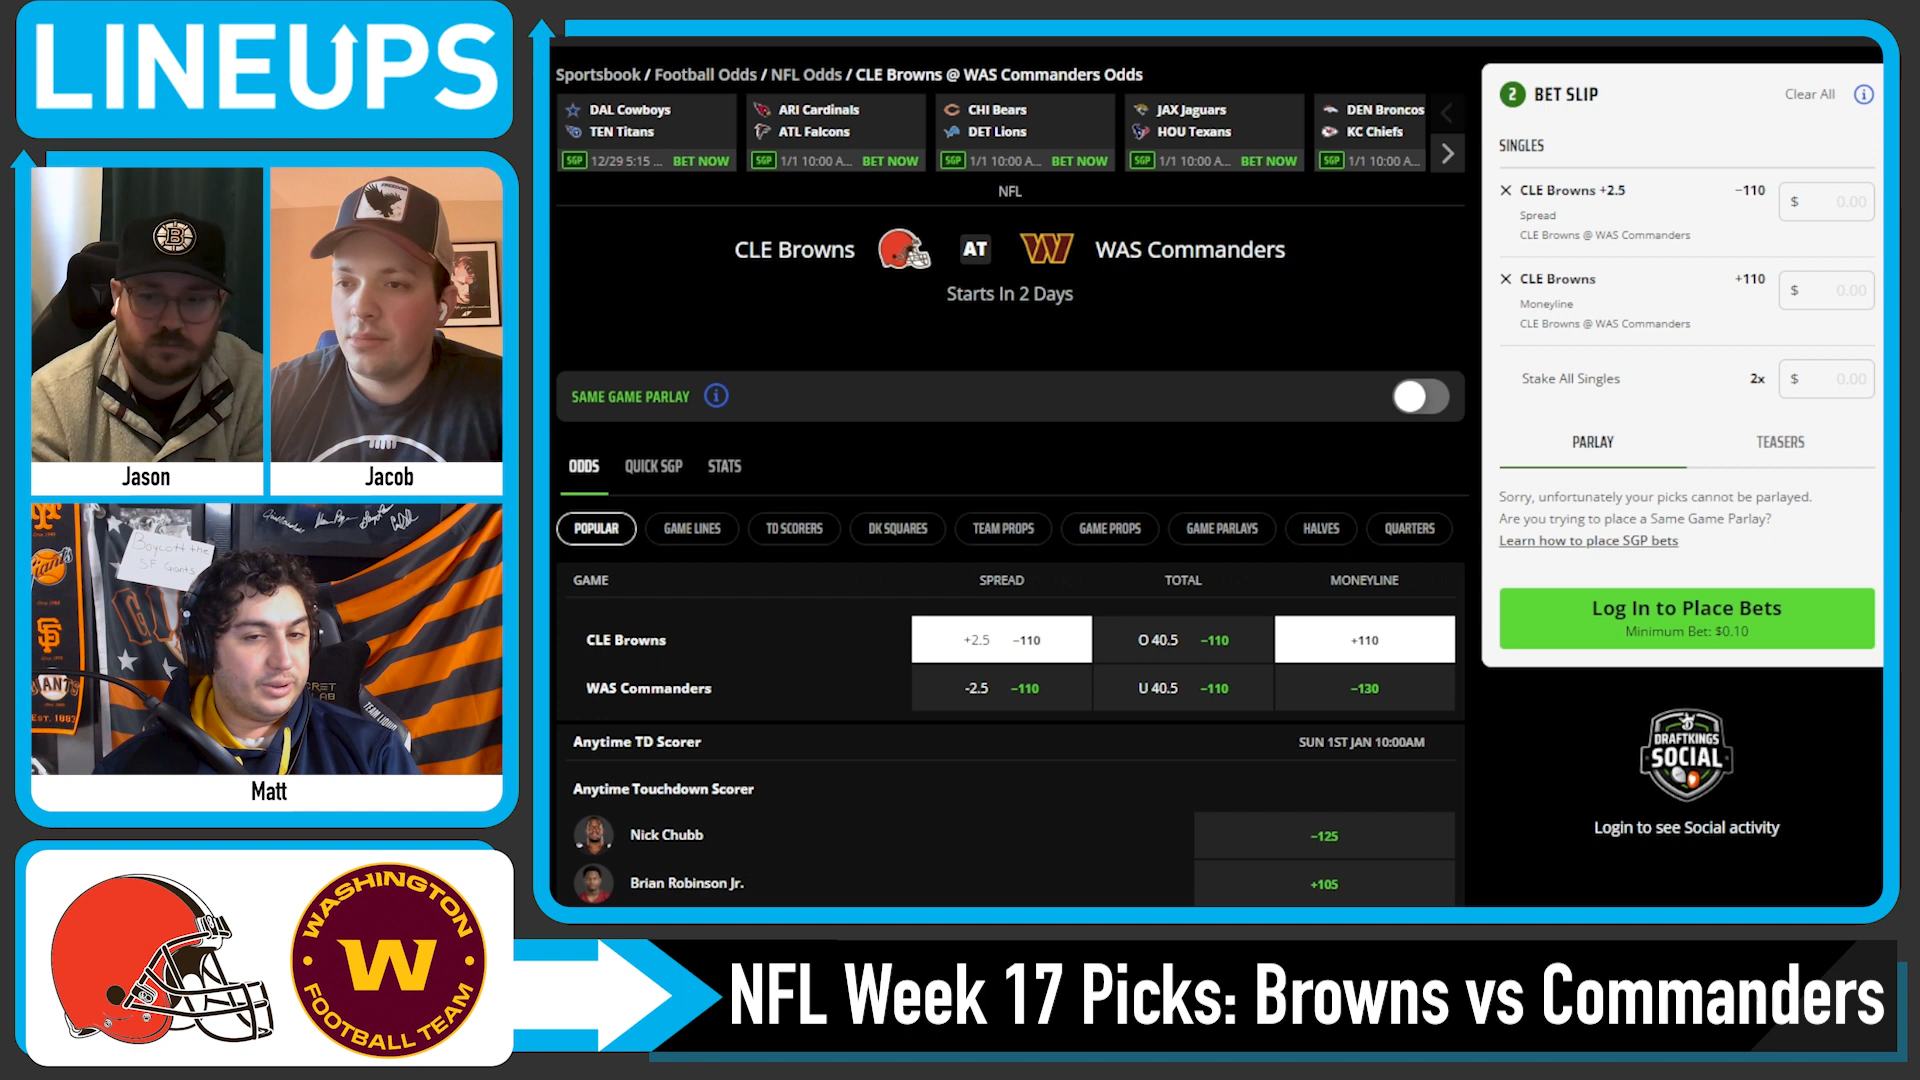 LINEUPS
Jason
Jacob
Boycott the
SF Giants
Giants
SF
GIANTS
EST. 1883
TEAM LIQUID
Matt
WASHINGTON
W
FOOTBALL TEAM
Sportsbook / Football Odds / NFL Odds / CLE Browns @ WAS Commanders Odds
DAL Cowboys
TEN Titans
SGP 12/29 5:15 ... BET NOW
ARI Cardinals
ATL Falcons
SGP 1/1 10:00 A... BET NOW
CHI Bears
DET Lions
SGP 1/1 10:00 A... BET NOW
JAX Jaguars
HOU Texans
SGP 1/1 10:00 A... BET NOW
DEN Broncos
KC Chiefs
SGP 1/1 10:00 A...
NFL
CLE Browns AT WAS Commanders
Starts In 2 Days
SAME GAME PARLAY
ODDS QUICK SGP STATS
POPULAR GAME LINES TD SCORERS DK SQUARES TEAM PROPS GAME PROPS GAME PARLAYS HALVES QUARTERS
GAME SPREAD TOTAL MONEYLINE
CLE Browns +2.5 −110 O 40.5 −110 +110
WAS Commanders -2.5 −110 U 40.5 −110 −130
Anytime TD Scorer SUN 1ST JAN 10:00AM
Anytime Touchdown Scorer
Nick Chubb −125
Brian Robinson Jr. +105
2 BET SLIP Clear All
SINGLES
CLE Browns +2.5 −110 $ 0.00
Spread
CLE Browns @ WAS Commanders
CLE Browns +110 $ 0.00
Moneyline
CLE Browns @ WAS Commanders
Stake All Singles 2x $ 0.00
PARLAY TEASERS
Sorry, unfortunately your picks cannot be parlayed.
Are you trying to place a Same Game Parlay?
Learn how to place SGP bets
Log In to Place Bets
Minimum Bet: $0.10
DRAFTKINGS
SOCIAL
Login to see Social activity
NFL Week 17 Picks: Browns vs Commanders